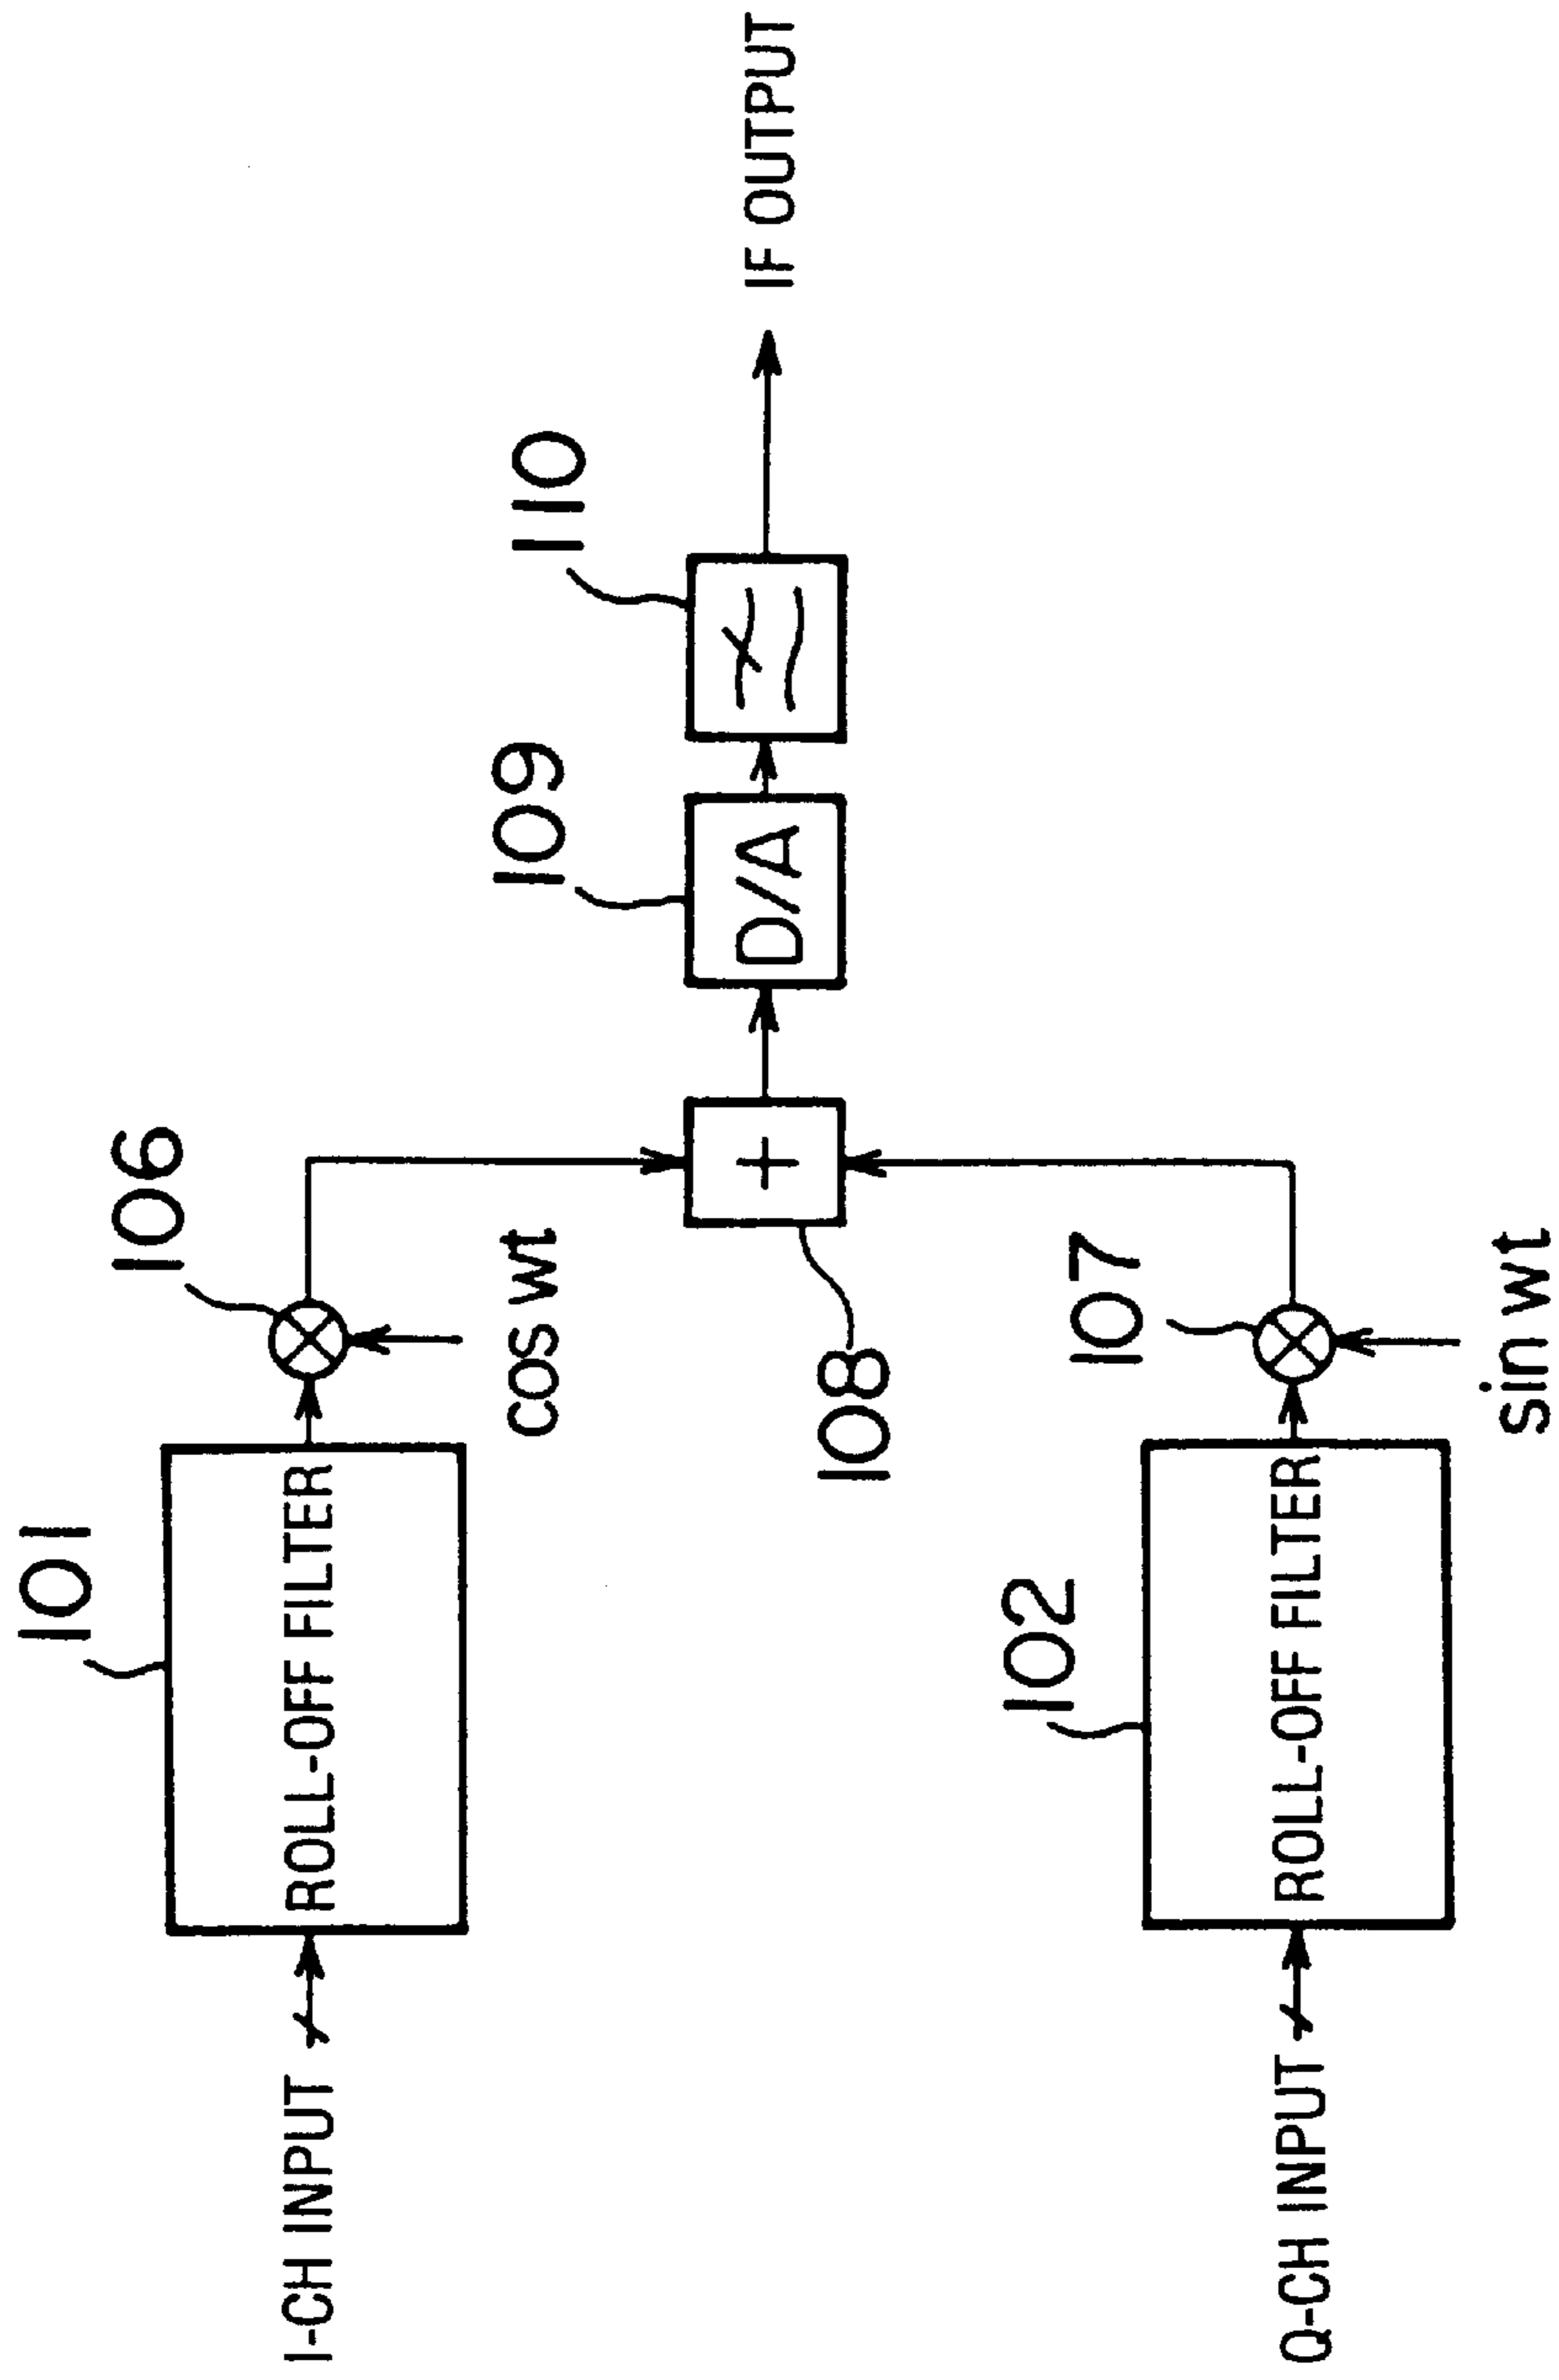 101
I-CH INPUT
ROLL-OFF FILTER
106
cos wt
102
Q-CH INPUT
ROLL-OFF FILTER
107
sin wt
108
+
109
D/A
110
IF OUTPUT